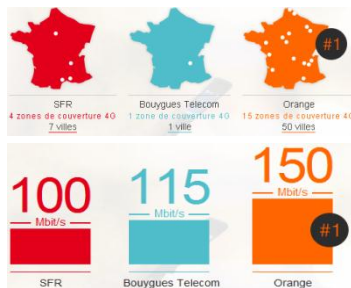 #1
SFR Bouygues Telecom Orange
4 zones de couverture 4G 1 zone de couverture 4G 15 zones de couverture 4G
7 villes 1 ville 50 villes
100 115 150
Mbit/s Mbit/s Mbit/s
#1
SFR Bouygues Telecom Orange